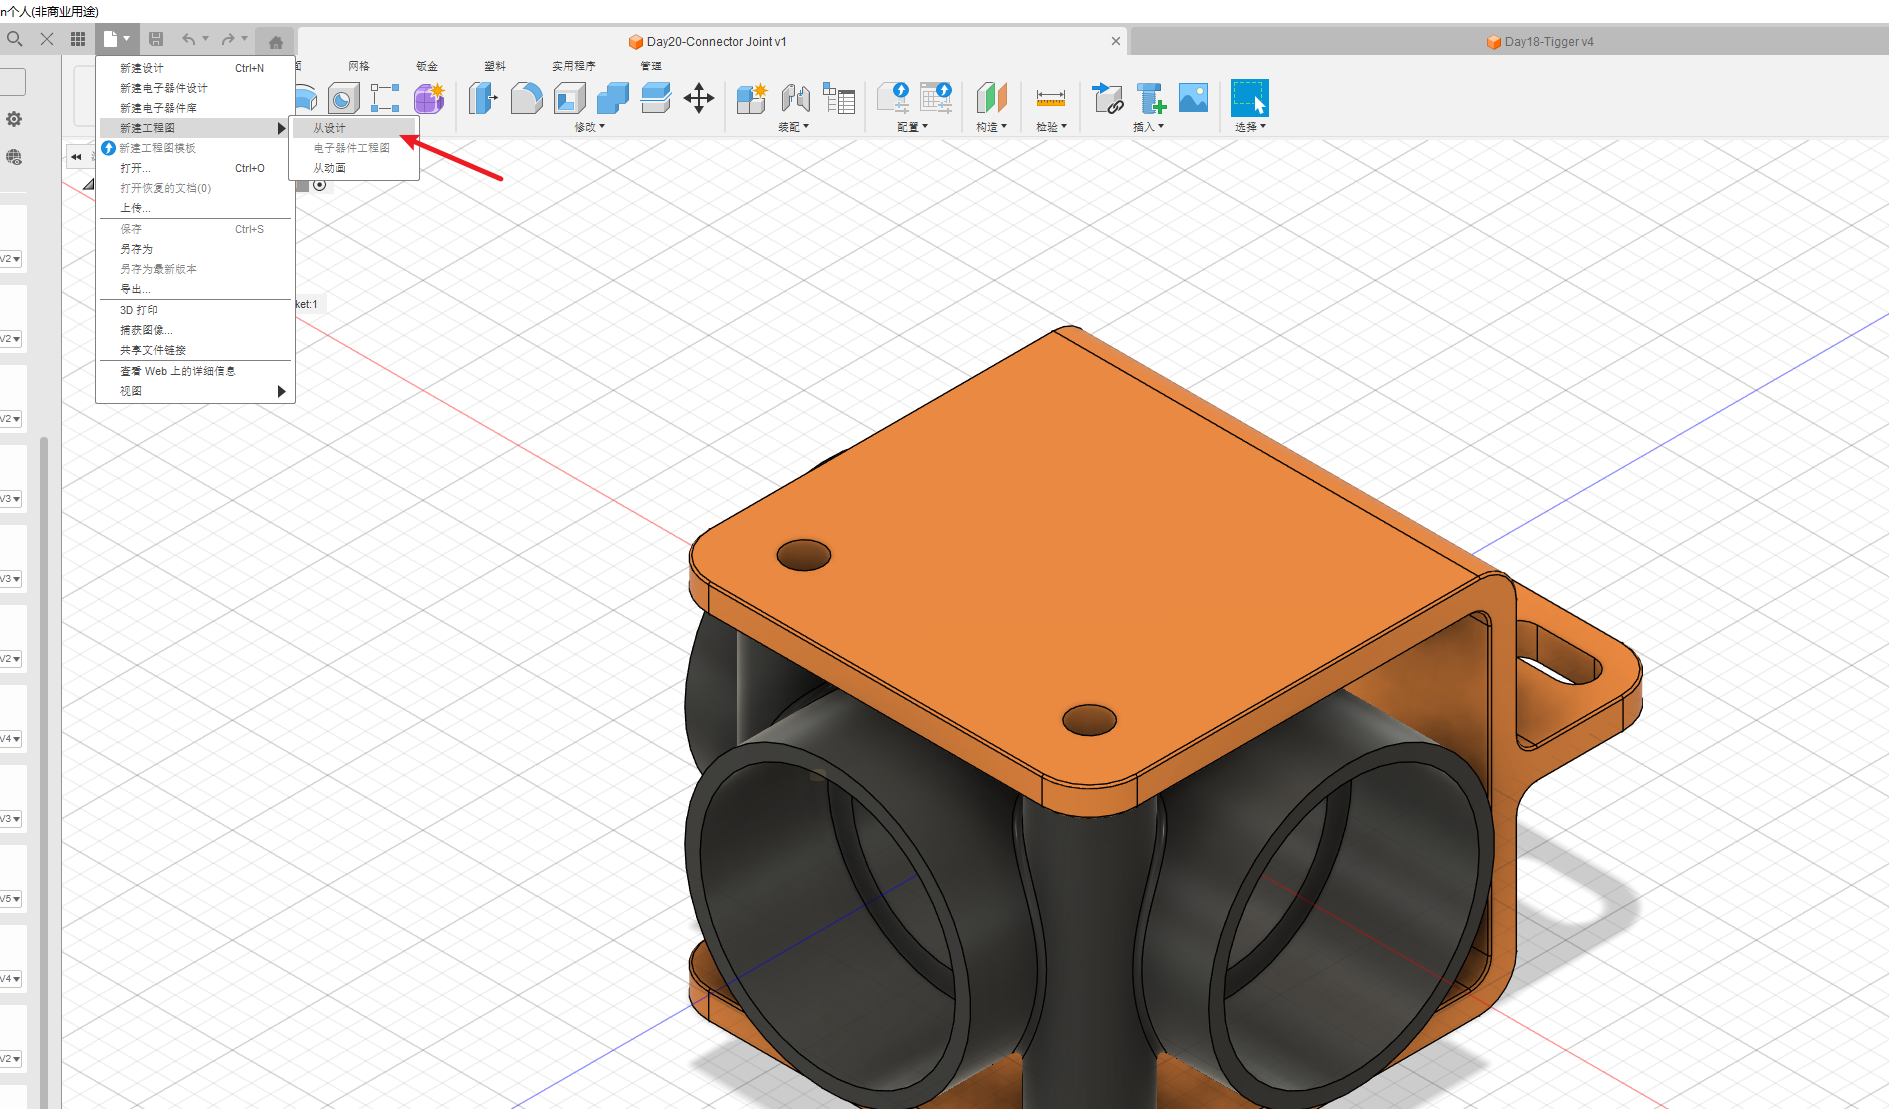 n个人(非商业用途)
Day20-Connector Joint v1
Day18-Tigger v4
网格
钣金
塑料
实用程序
管理
修改
装配
配置
构造
检验
插入
选择
新建设计 Ctrl+N
新建电子器件设计
新建电子器件库
新建工程图
新建工程图模板
打开... Ctrl+O
打开恢复的文档(0)
上传...
保存 Ctrl+S
另存为
另存为最新版本
导出...
3D 打印
捕获图像...
共享文件链接
查看 Web 上的详细信息
视图
从设计
电子器件工程图
从动画
ket:1
V2
V2
V2
V3
V3
V2
V4
V3
V5
V4
V2